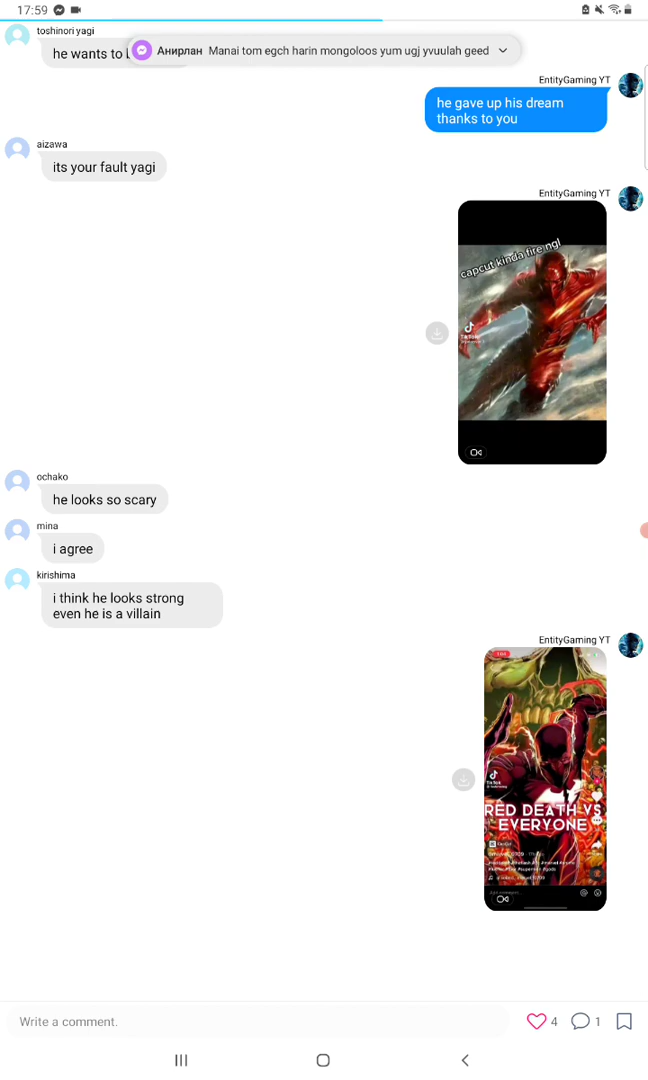 17:59
toshinori yagi
he wants to
Анирлан Manai tom egch harin mongoloos yum ugj yvuulah geed
EntityGaming YT
he gave up his dream
thanks to you
aizawa
its your fault yagi
EntityGaming YT
capcut kinda fire ngl
TikTok
ochako
he looks so scary
mina
i agree
kirishima
i think he looks strong
even he is a villain
EntityGaming YT
TikTok
RED DEATH VS
EVERYONE
CapCut
Write a comment.
4
1